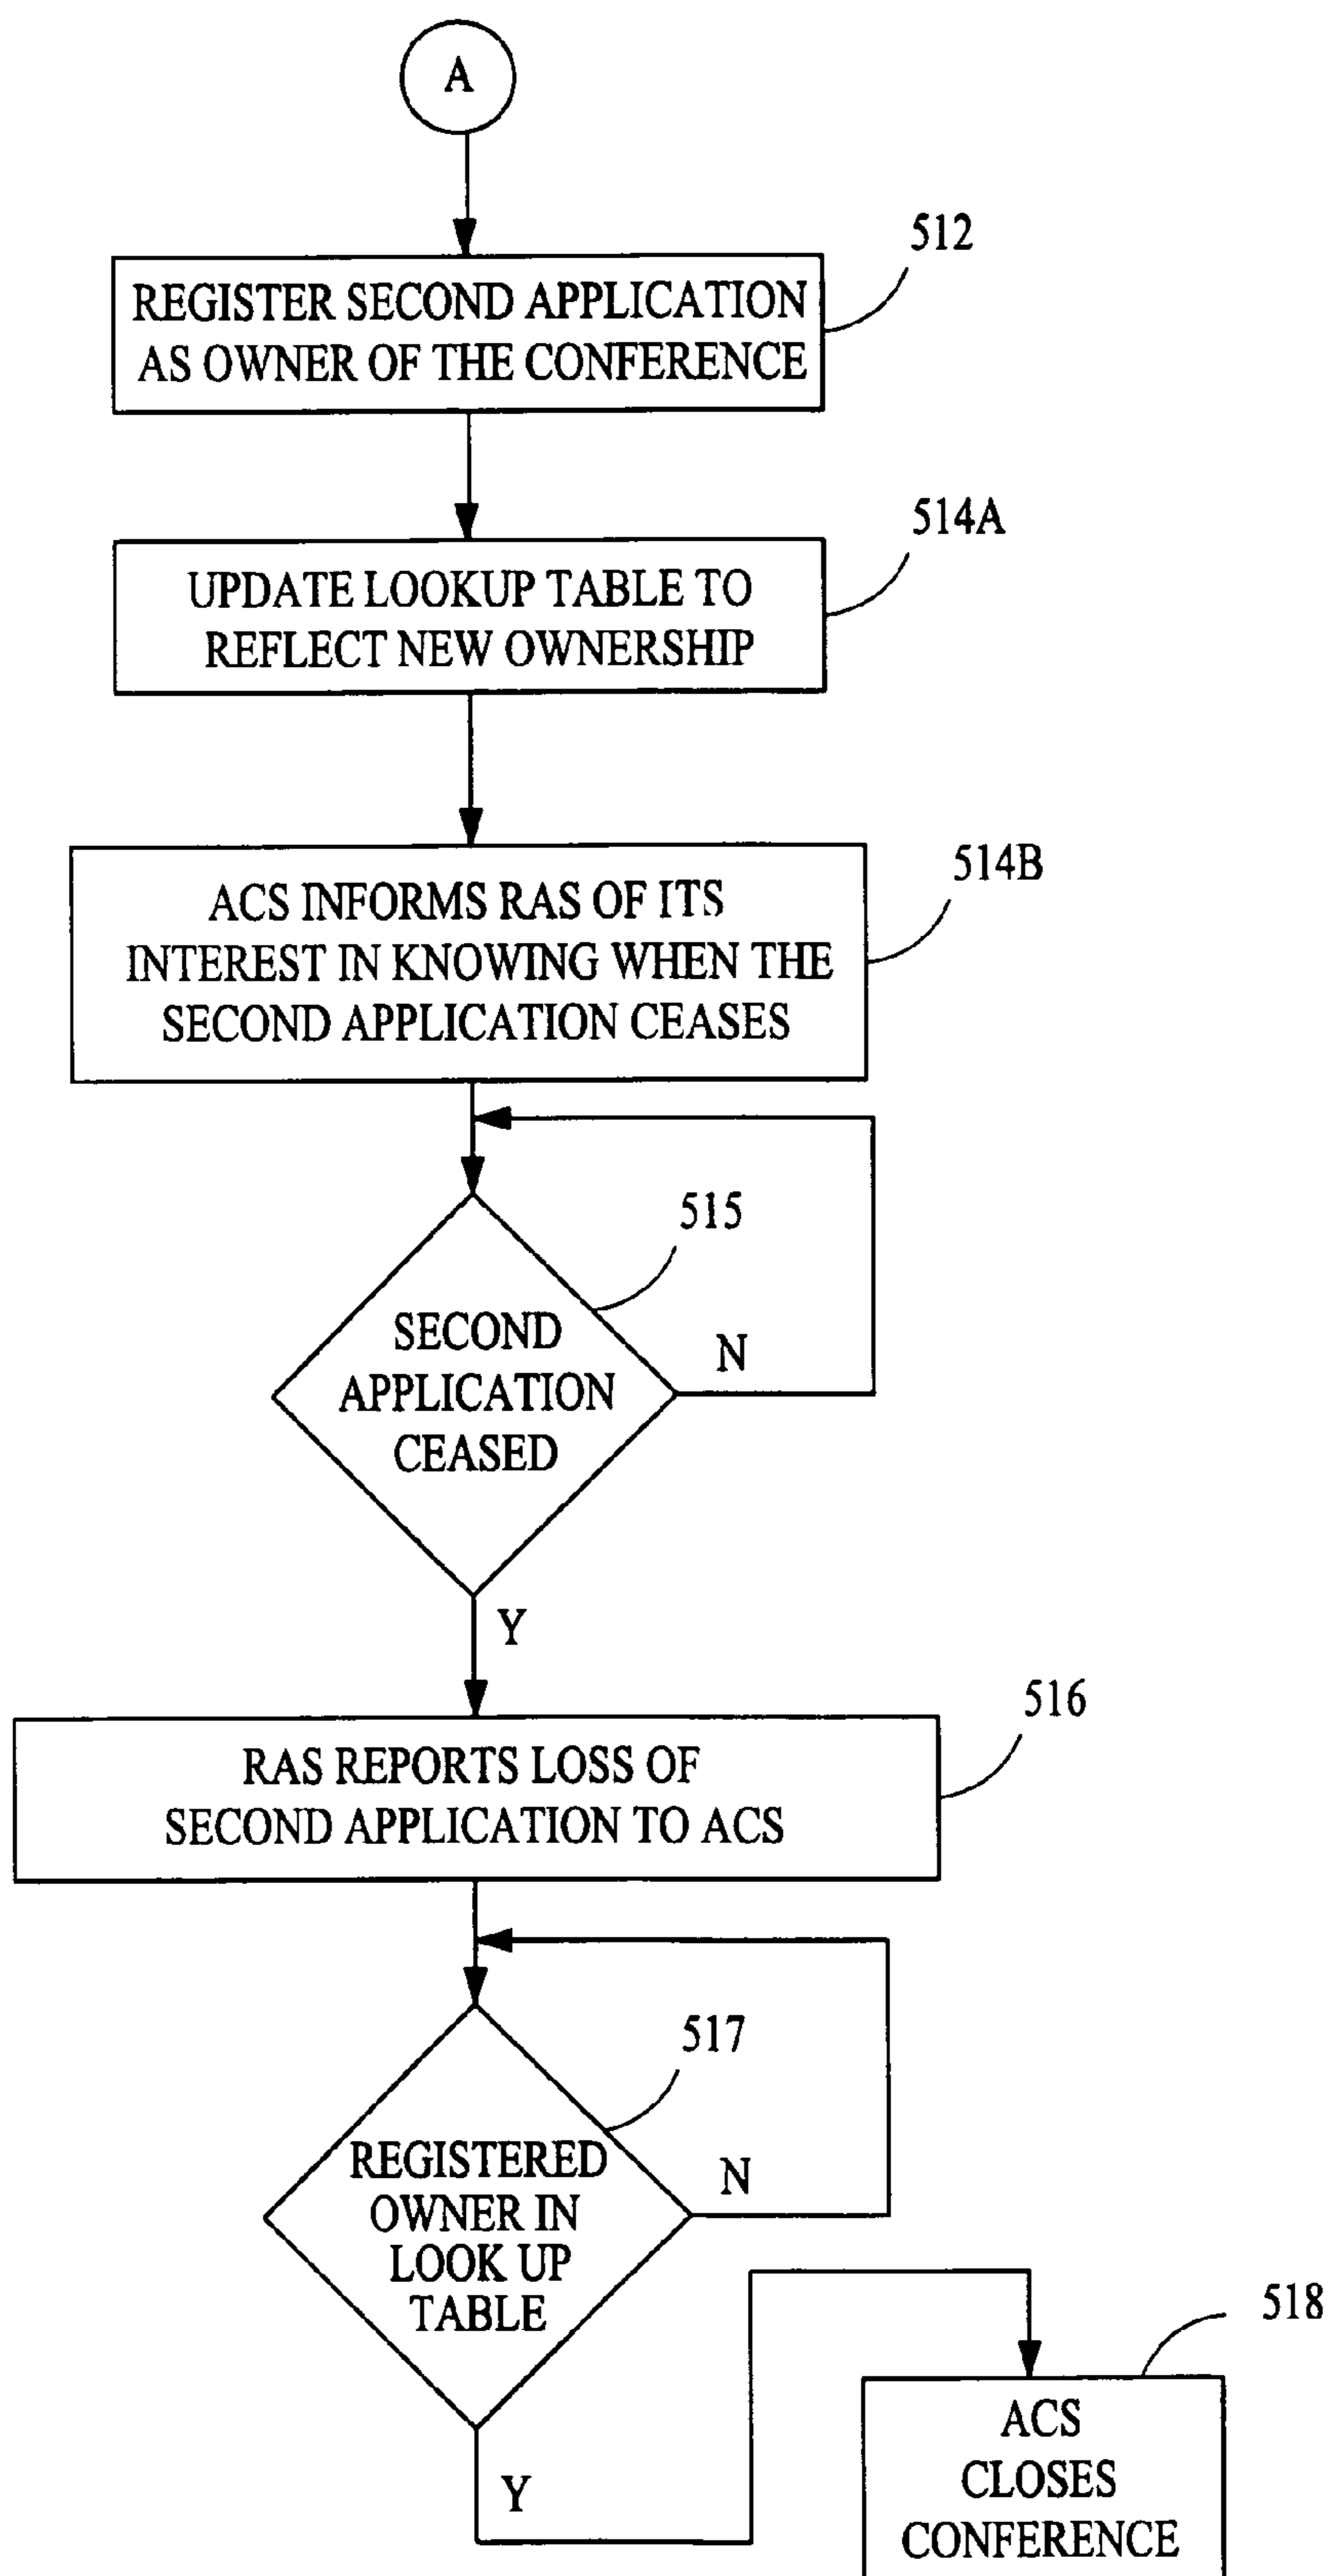 A
512
REGISTER SECOND APPLICATION
AS OWNER OF THE CONFERENCE
514A
UPDATE LOOKUP TABLE TO
REFLECT NEW OWNERSHIP
514B
ACS INFORMS RAS OF ITS
INTEREST IN KNOWING WHEN THE
SECOND APPLICATION CEASES
515
SECOND
APPLICATION
CEASED
N
Y
516
RAS REPORTS LOSS OF
SECOND APPLICATION TO ACS
517
REGISTERED
OWNER IN
LOOK UP
TABLE
N
Y
518
ACS
CLOSES
CONFERENCE